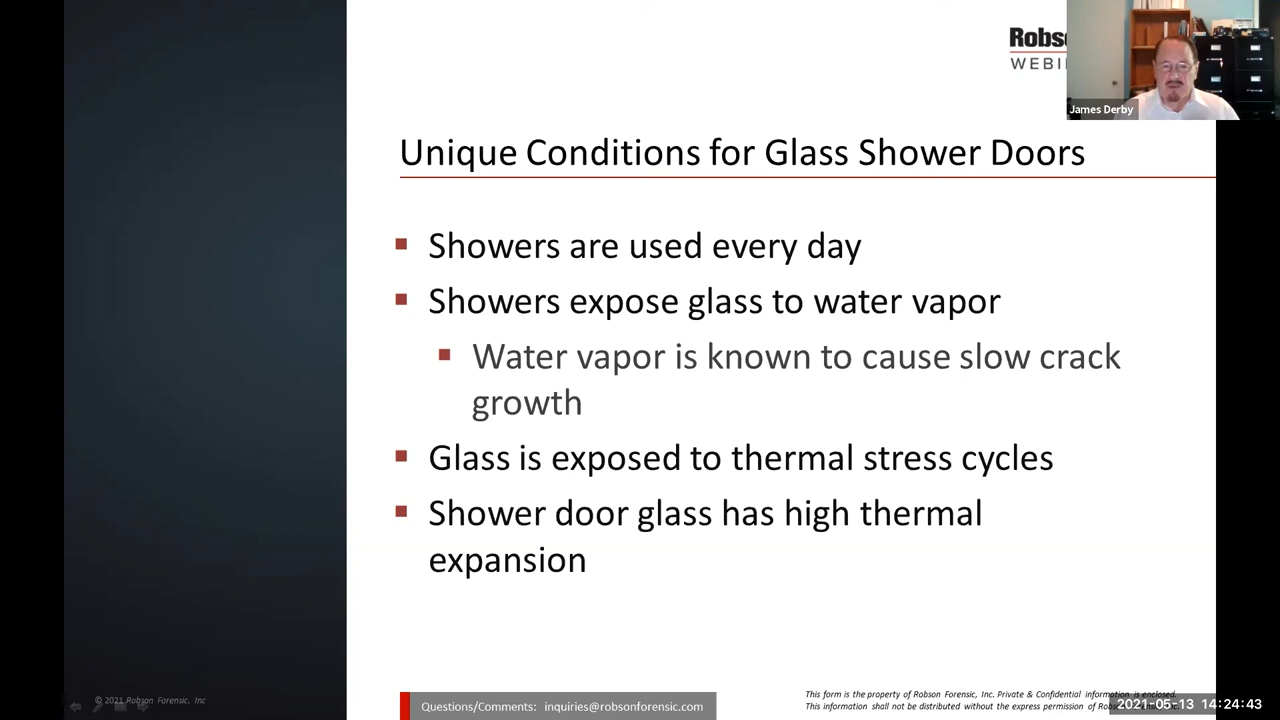 Robs
WEBI
James Derby
Unique Conditions for Glass Shower Doors
Showers are used every day
Showers expose glass to water vapor
Water vapor is known to cause slow crack
growth
Glass is exposed to thermal stress cycles
Shower door glass has high thermal
expansion
© 2021 Robson Forensic, Inc
Questions/Comments: inquiries@robsonforensic.com
This form is the property of Robson Forensic, Inc. Private & Confidential information is enclosed.
This information shall not be distributed without the express permission of
2021-05-13 14:24:43